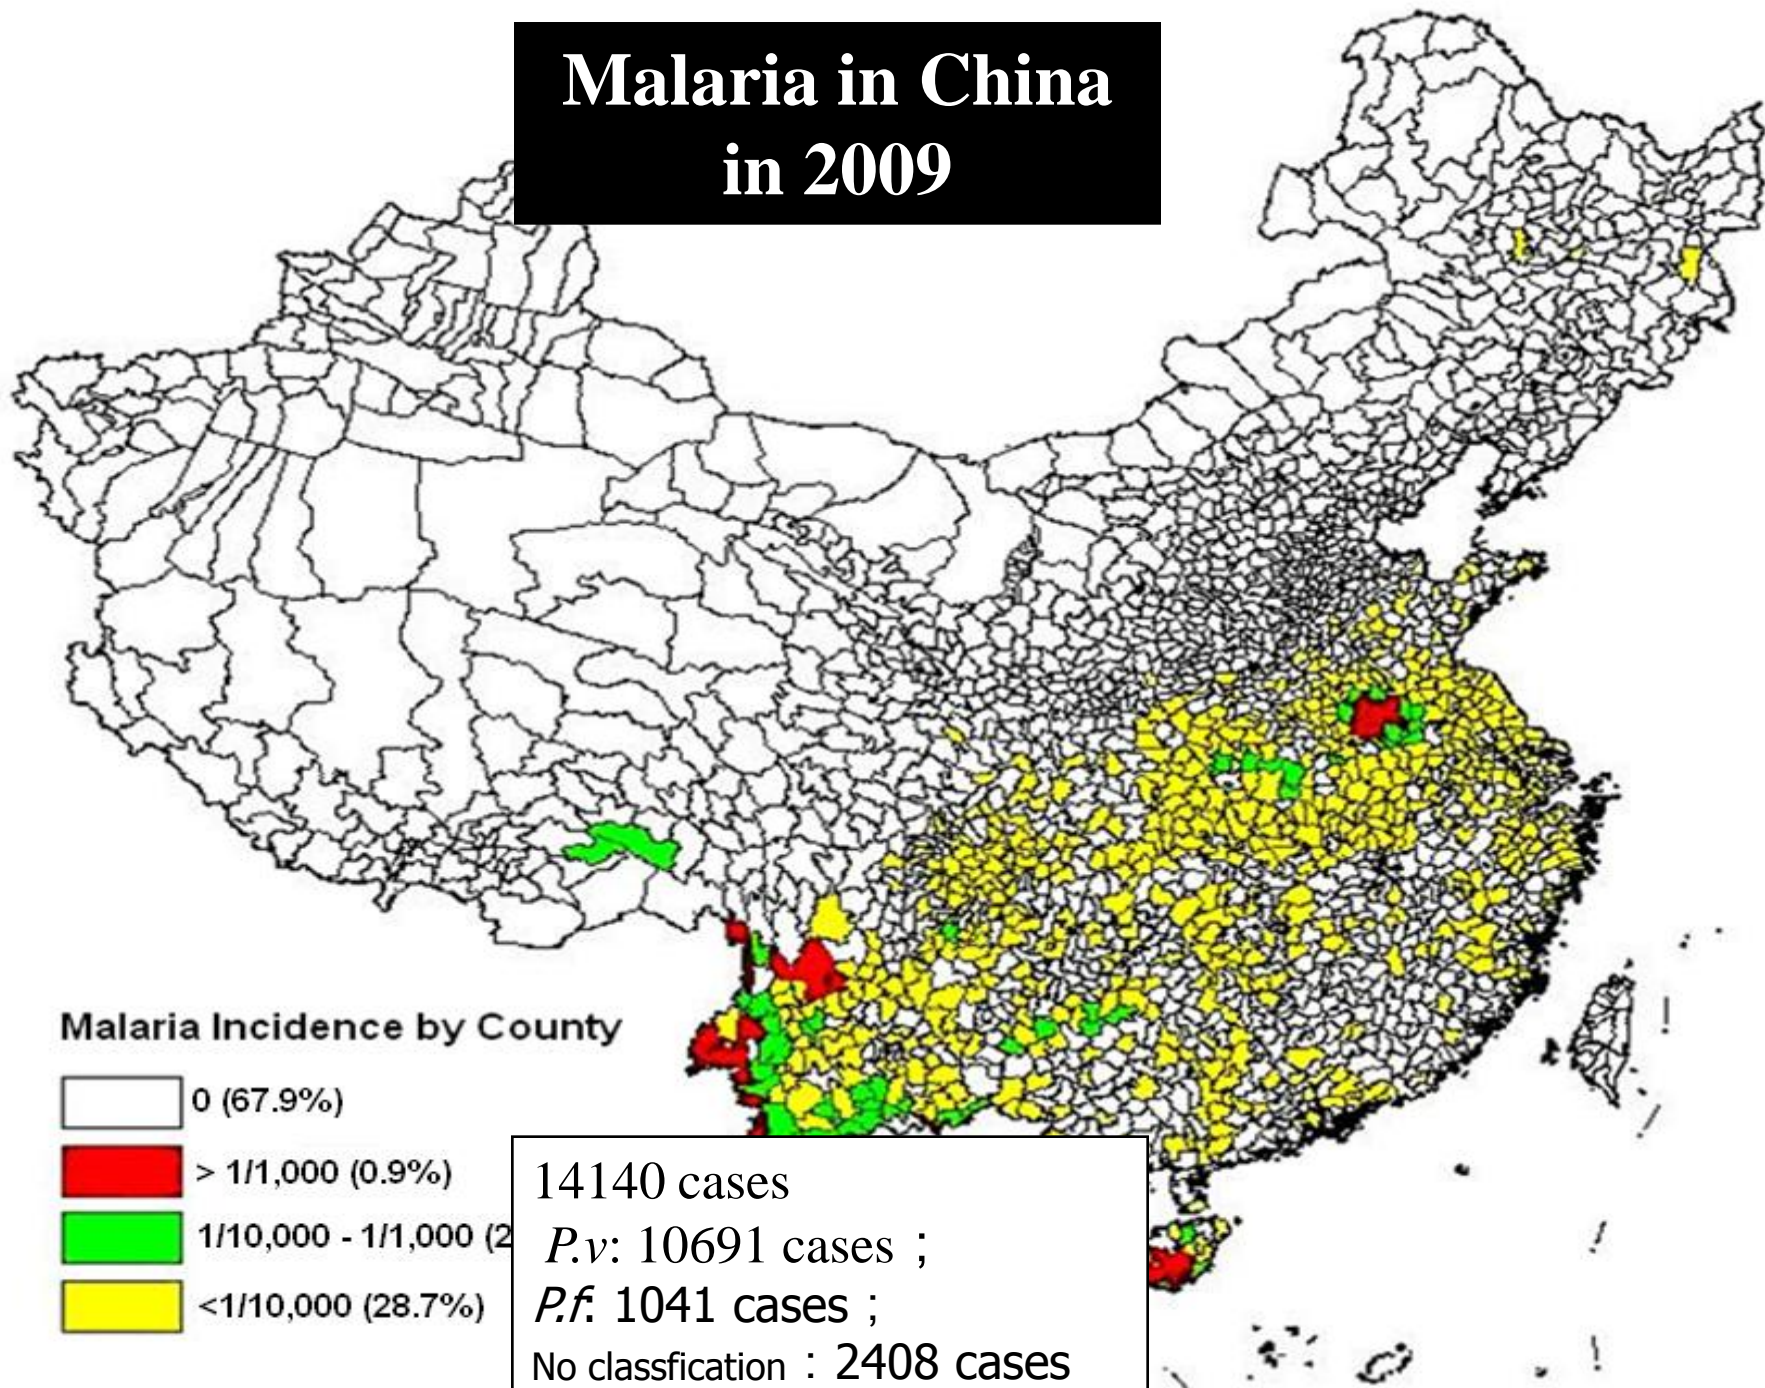 Malaria in China
in 2009
Malaria Incidence by County
0 (67.9%)
> 1/1,000 (0.9%)
1/10,000 - 1/1,000 (2
<1/10,000 (28.7%)
14140 cases
P.v: 10691 cases；
P.f: 1041 cases；
No classfication：2408 cases